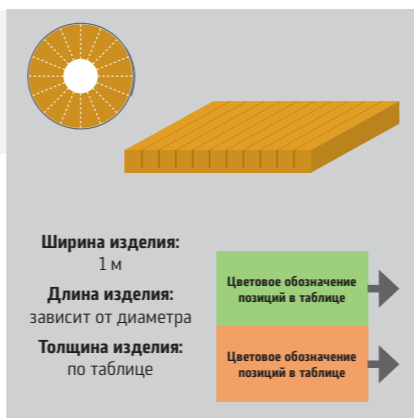 Ширина изделия:
1 м
Длина изделия:
зависит от диаметра
Толщина изделия:
по таблице
Цветовое обозначение
позиций в таблице
Цветовое обозначение
позиций в таблице